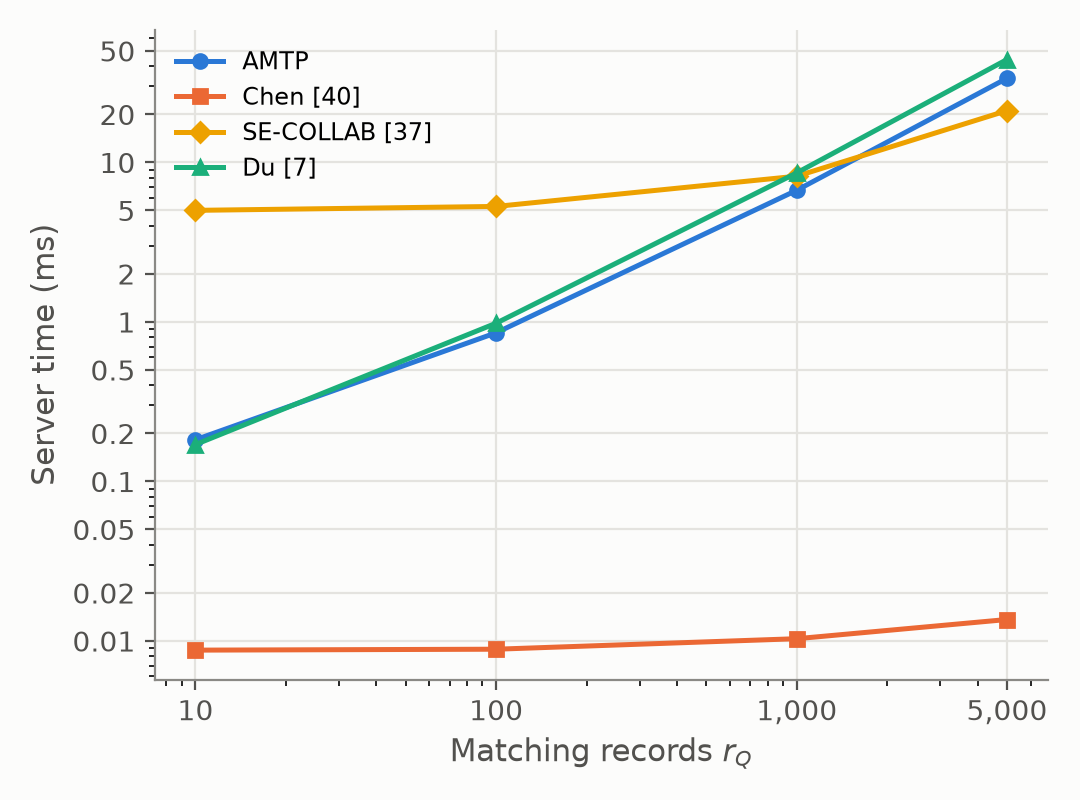 AMTP
Chen [40]
SE-COLLAB [37]
Du [7]
Server time (ms)
50
20
10
5
2
1
0.5
0.2
0.1
0.05
0.02
0.01
10 100 1,000 5,000
Matching records r_Q